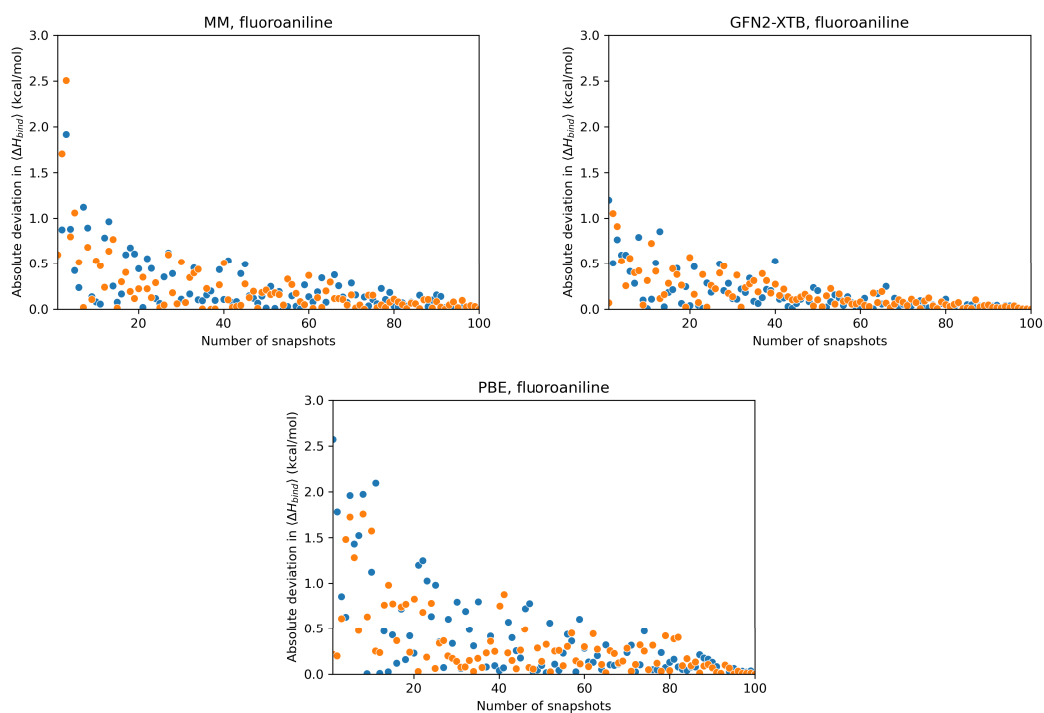 MM, fluoroaniline
Absolute deviation in ⟨ΔH_bind⟩ (kcal/mol)
3.0
2.5
2.0
1.5
1.0
0.5
0.0
20 40 60 80 100
Number of snapshots
GFN2-XTB, fluoroaniline
Absolute deviation in ⟨ΔH_bind⟩ (kcal/mol)
3.0
2.5
2.0
1.5
1.0
0.5
0.0
20 40 60 80 100
Number of snapshots
PBE, fluoroaniline
Absolute deviation in ⟨ΔH_bind⟩ (kcal/mol)
3.0
2.5
2.0
1.5
1.0
0.5
0.0
20 40 60 80 100
Number of snapshots